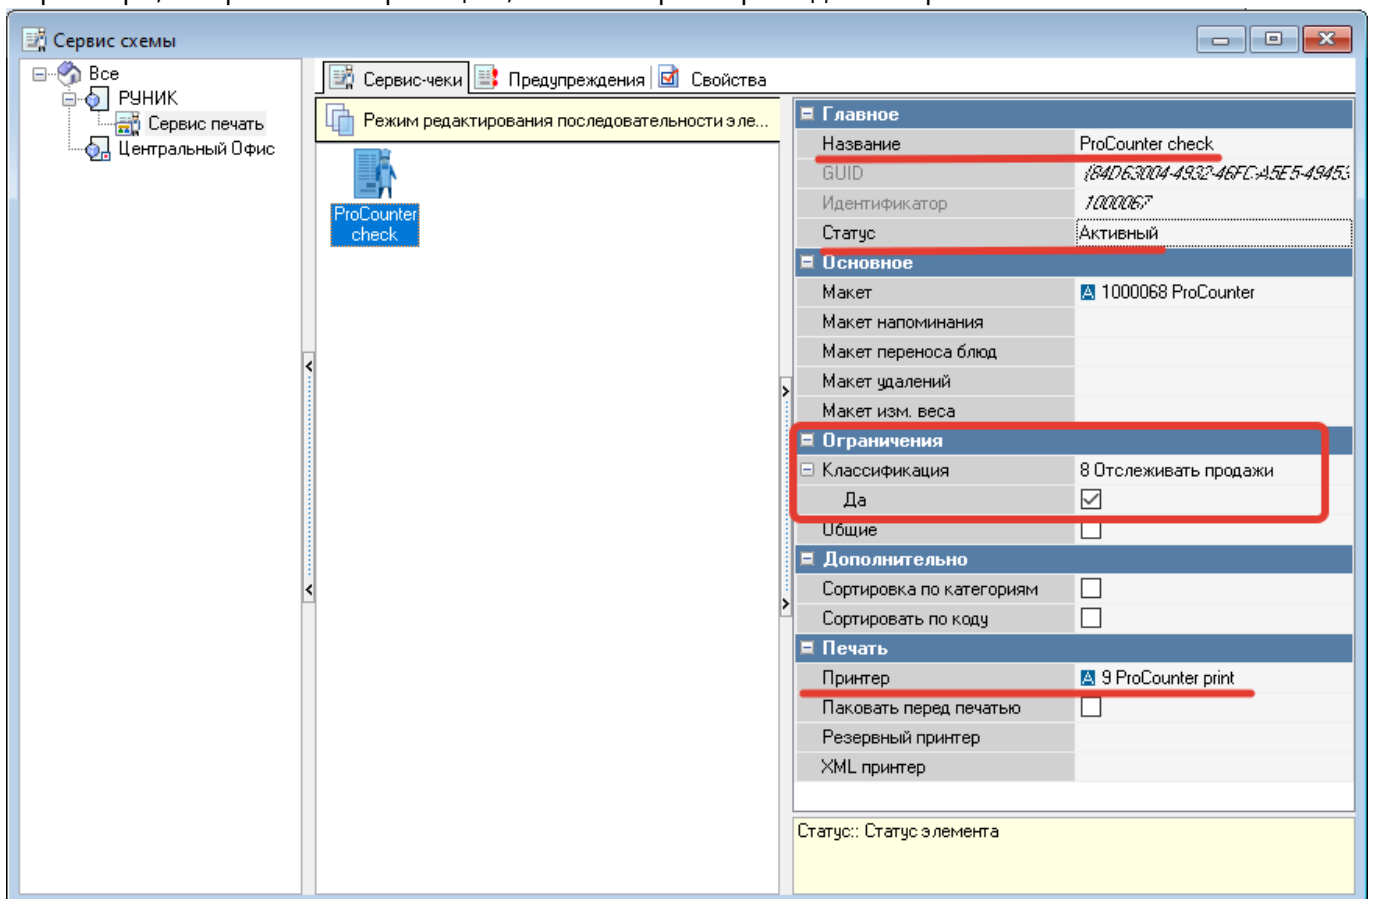 Сервис схемы
Все
РУНИК
Сервис печать
Центральный Офис
Сервис-чеки Предупреждения Свойства
Режим редактирования последовательности эле...
ProCounter
check
Главное
Название ProCounter check
GUID {84D63004-4932-46FC-A5E5-49453
Идентификатор 1000067
Статус Активный
Основное
Макет 1000068 ProCounter
Макет напоминания
Макет переноса блюд
Макет удалений
Макет изм. веса
Ограничения
Классификация 8 Отслеживать продажи
Да
Общие
Дополнительно
Сортировка по категориям
Сортировать по коду
Печать
Принтер 9 ProCounter print
Паковать перед печатью
Резервный принтер
XML принтер
Статус:: Статус элемента